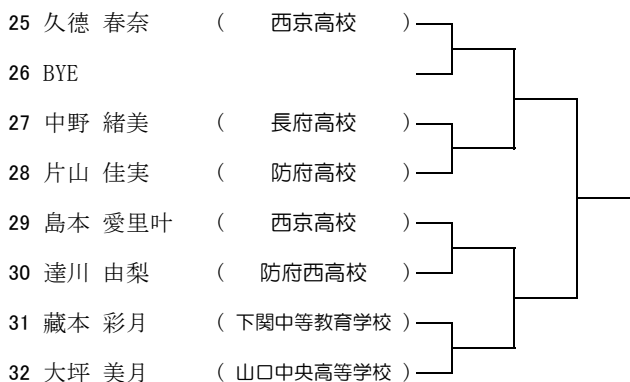 25 久德 春奈 ( 西京高校 )
26 BYE
27 中野 緒美 ( 長府高校 )
28 片山 佳実 ( 防府高校 )
29 島本 愛里叶 ( 西京高校 )
30 達川 由梨 ( 防府西高校 )
31 藏本 彩月 ( 下関中等教育学校 )
32 大坪 美月 ( 山口中央高等学校 )